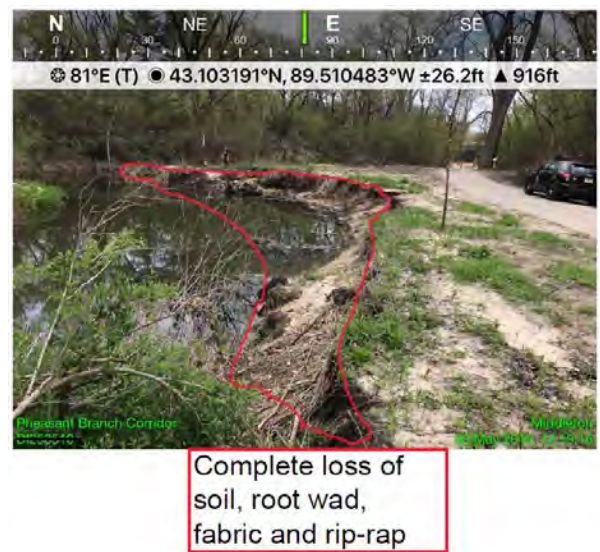 N NE E SE
0 30 60 90 120 150
81°E (T) 43.103191°N, 89.510483°W ±26.2ft ▲ 916ft
Pheasant Branch Corridor
Middleton
Complete loss of
soil, root wad,
fabric and rip-rap